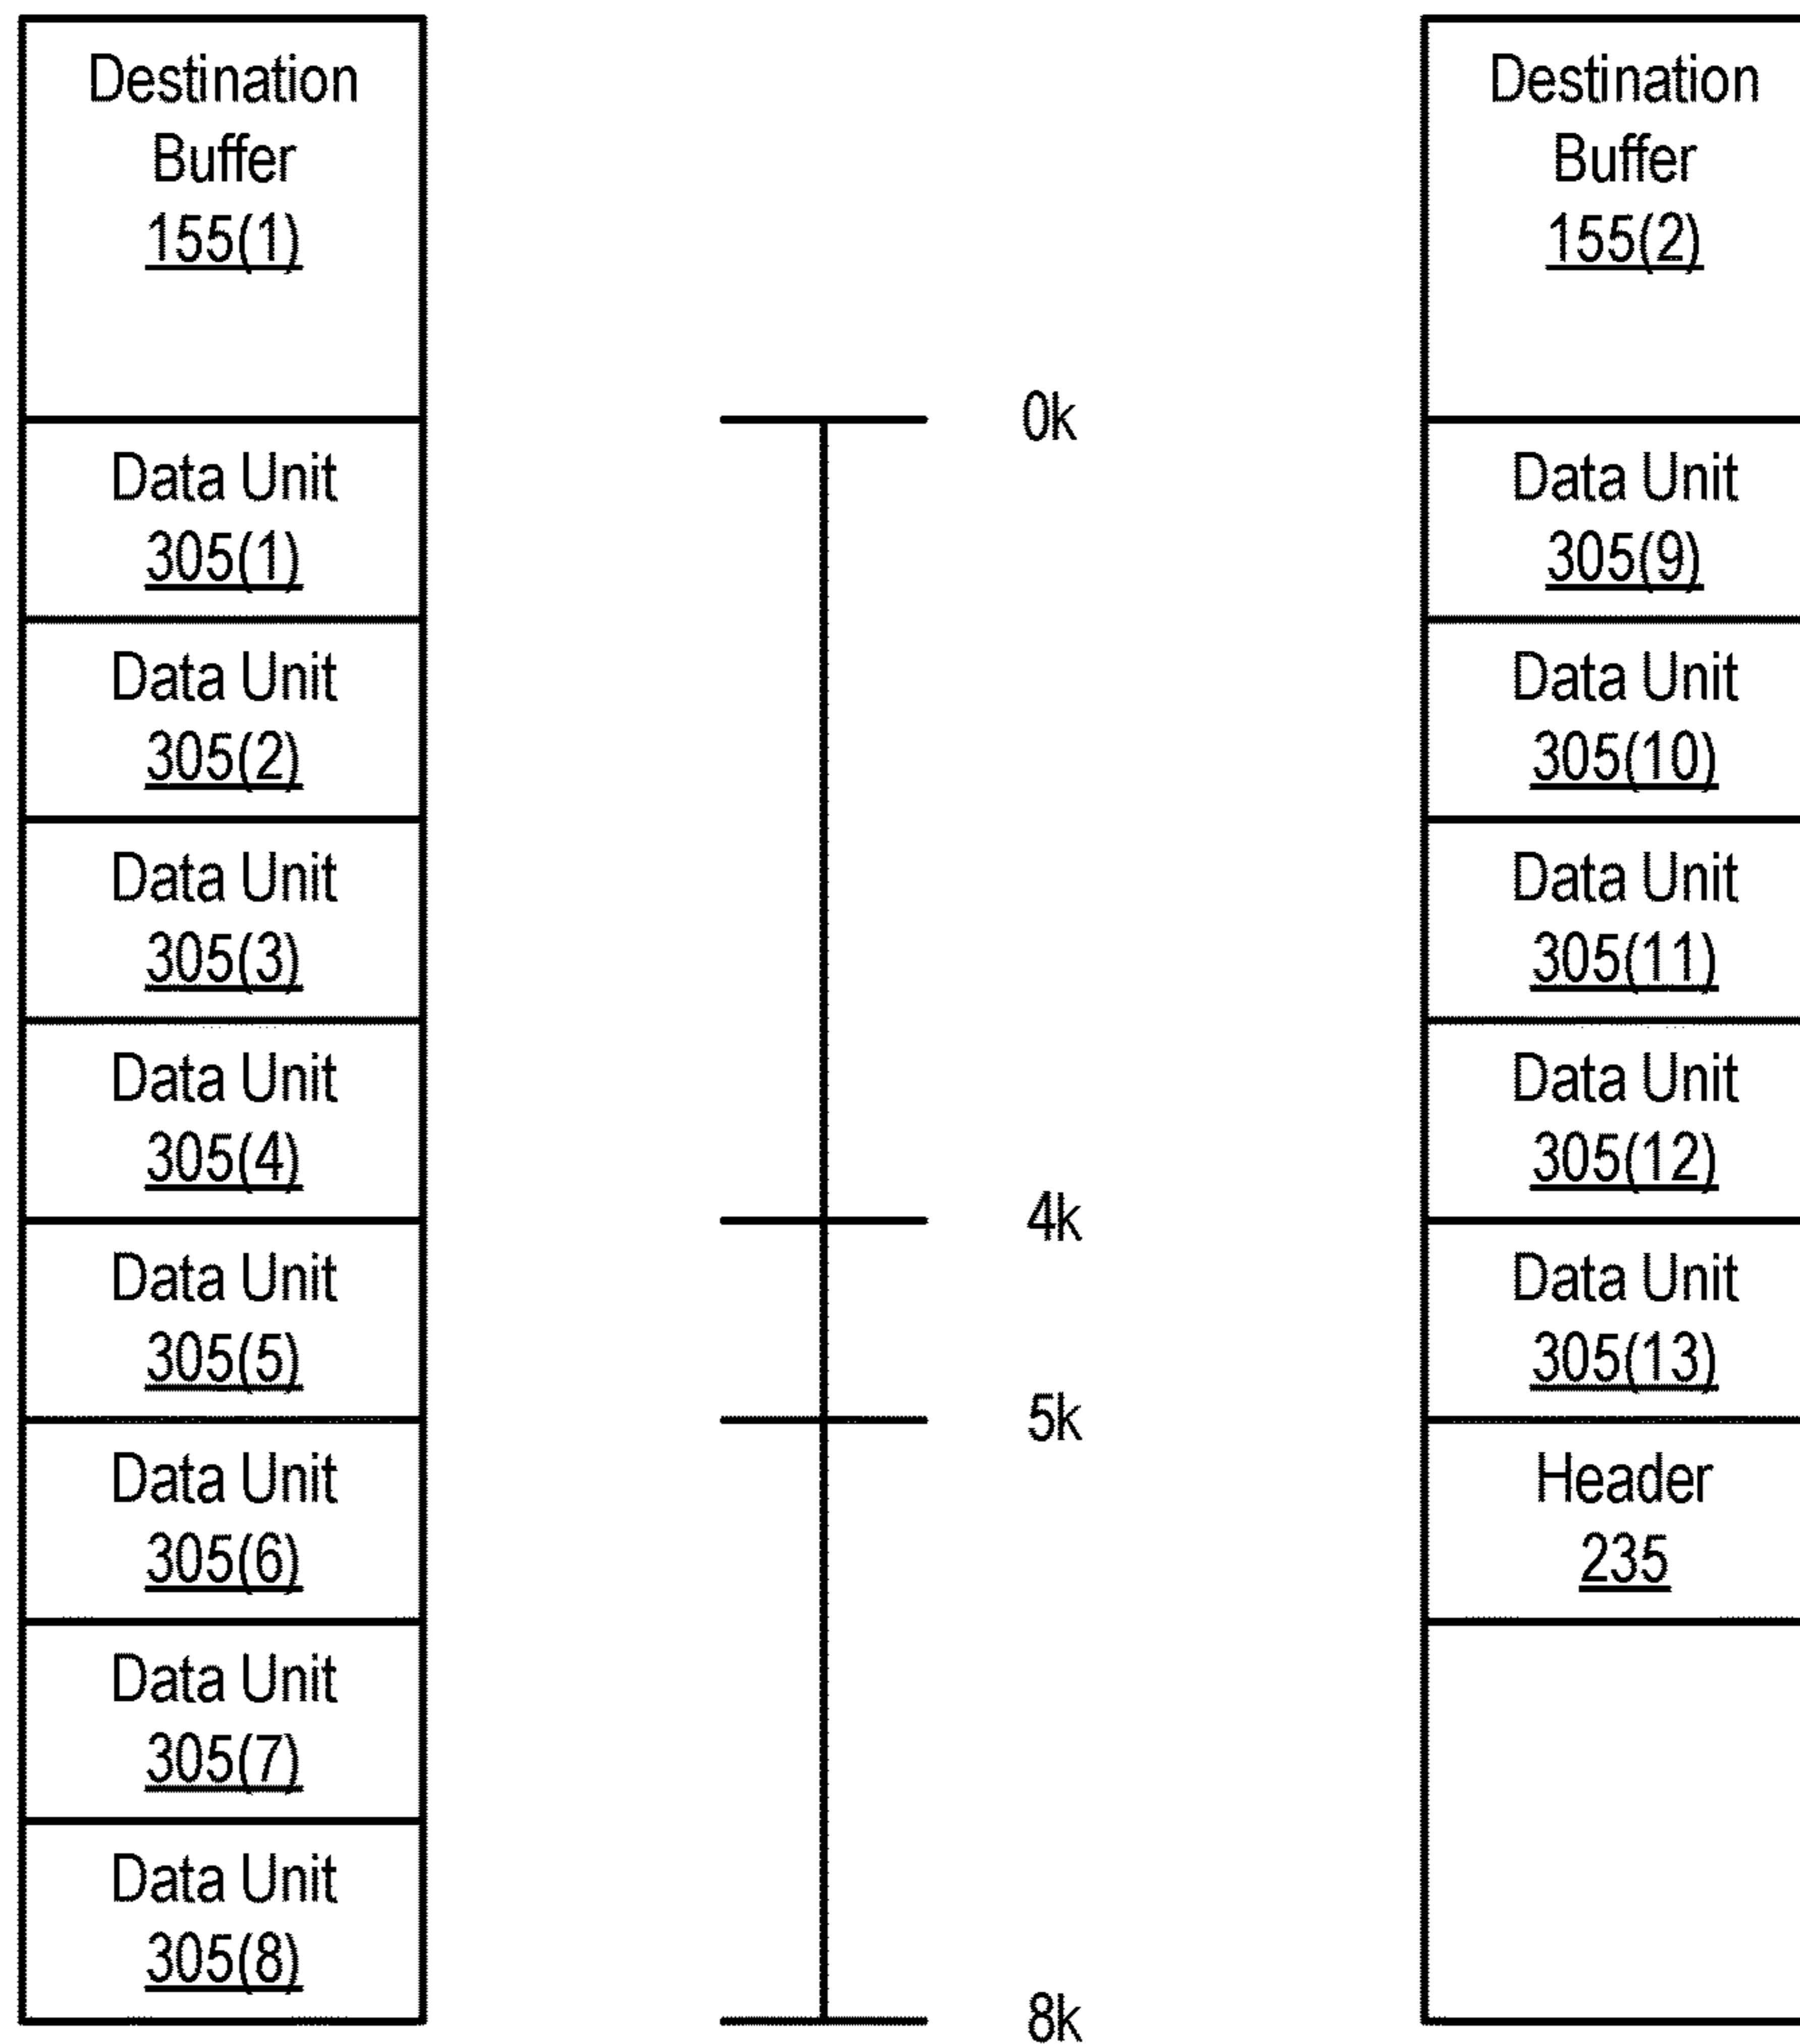 Destination
Buffer
155(1)
Data Unit
305(1)
Data Unit
305(2)
Data Unit
305(3)
Data Unit
305(4)
Data Unit
305(5)
Data Unit
305(6)
Data Unit
305(7)
Data Unit
305(8)
0k
4k
5k
8k
Destination
Buffer
155(2)
Data Unit
305(9)
Data Unit
305(10)
Data Unit
305(11)
Data Unit
305(12)
Data Unit
305(13)
Header
235